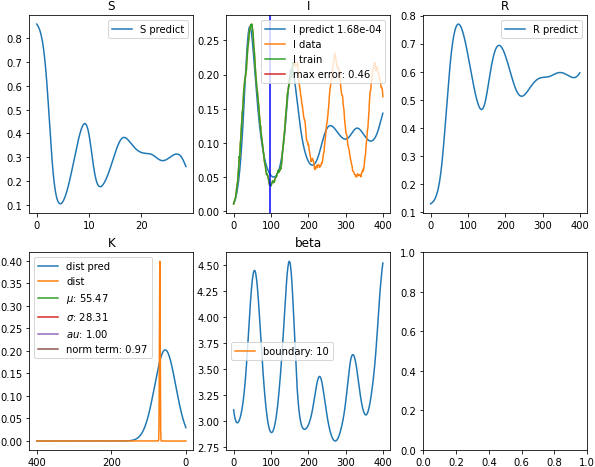 S
I
R
0.9
0.8
0.7
0.6
0.5
0.4
0.3
0.2
0.1
0 10 20
S predict
0.25
0.20
0.15
0.10
0.05
0.00
0 100 200 300 400
I predict 1.68e-04
I data
I train
max error: 0.46
0.8
0.7
0.6
0.5
0.4
0.3
0.2
0.1
0 100 200 300 400
R predict
K
beta
0.40
0.35
0.30
0.25
0.20
0.15
0.10
0.05
0.00
400 200 0
dist pred
dist
μ: 55.47
σ: 28.31
au: 1.00
norm term: 0.97
4.50
4.25
4.00
3.75
3.50
3.25
3.00
2.75
0 100 200 300 400
boundary: 10
1.0
0.8
0.6
0.4
0.2
0.0
0.0 0.2 0.4 0.6 0.8 1.0